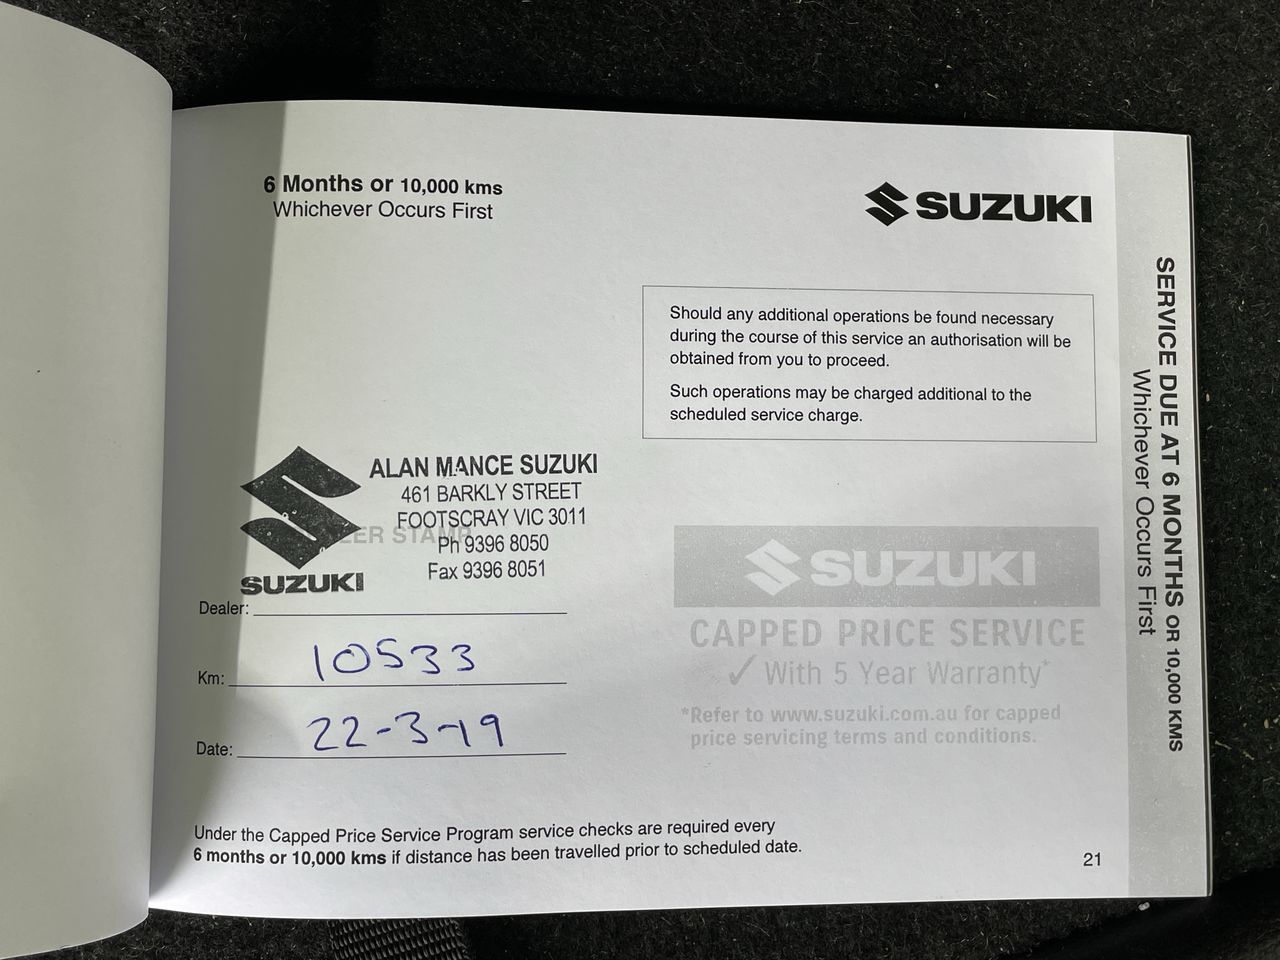 6 Months or 10,000 kms
Whichever Occurs First
SUZUKI
Should any additional operations be found necessary
during the course of this service an authorisation will be
obtained from you to proceed.
Such operations may be charged additional to the
scheduled service charge.
ALAN MANCE SUZUKI
461 BARKLY STREET
FOOTSCRAY VIC 3011
Ph 9396 8050
Fax 9396 8051
SUZUKI
Dealer:
Km: 10533
Date: 22-3-19
SUZUKI
CAPPED PRICE SERVICE
✓ With 5 Year Warranty*
*Refer to www.suzuki.com.au for capped
price servicing terms and conditions.
Under the Capped Price Service Program service checks are required every
6 months or 10,000 kms if distance has been travelled prior to scheduled date.
21
SERVICE DUE AT 6 MONTHS OR 10,000 KMS
Whichever Occurs First